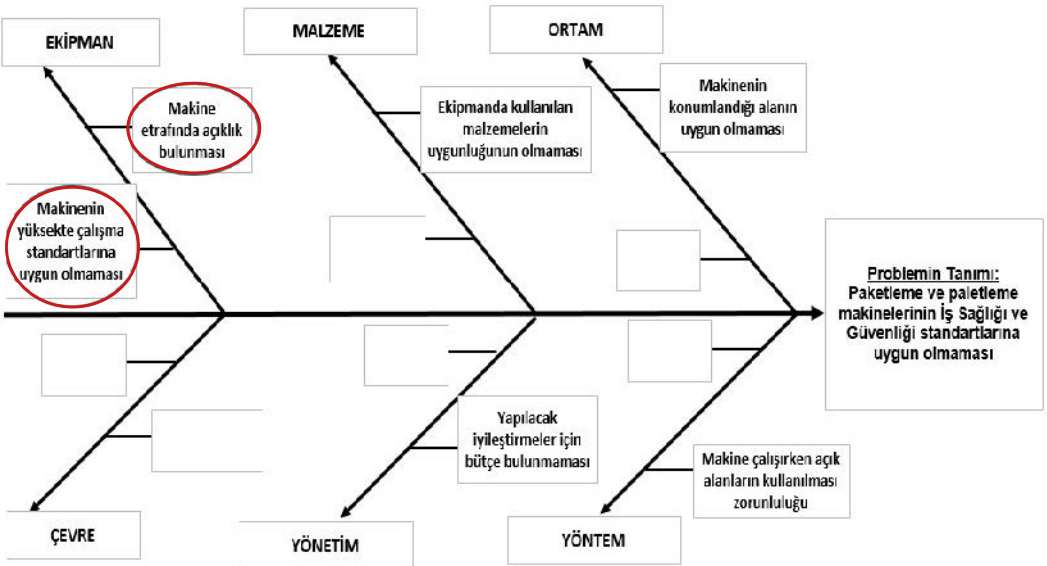 EKİPMAN
MALZEME
ORTAM
Makine
etrafında açıklık
bulunması
Ekipmanda kullanılan
malzemelerin
uygunluğunun olmaması
Makinenin
konumlandığı alanın
uygun olmaması
Makinenin
yüksekte çalışma
standartlarına
uygun olmaması
Problemin Tanımı:
Paketleme ve paletleme
makinelerinin İş Sağlığı ve
Güvenliği standartlarına
uygun olmaması
Yapılacak
iyileştirmeler için
bütçe bulunmaması
Makine çalışırken açık
alanların kullanılması
zorunluluğu
ÇEVRE
YÖNETİM
YÖNTEM